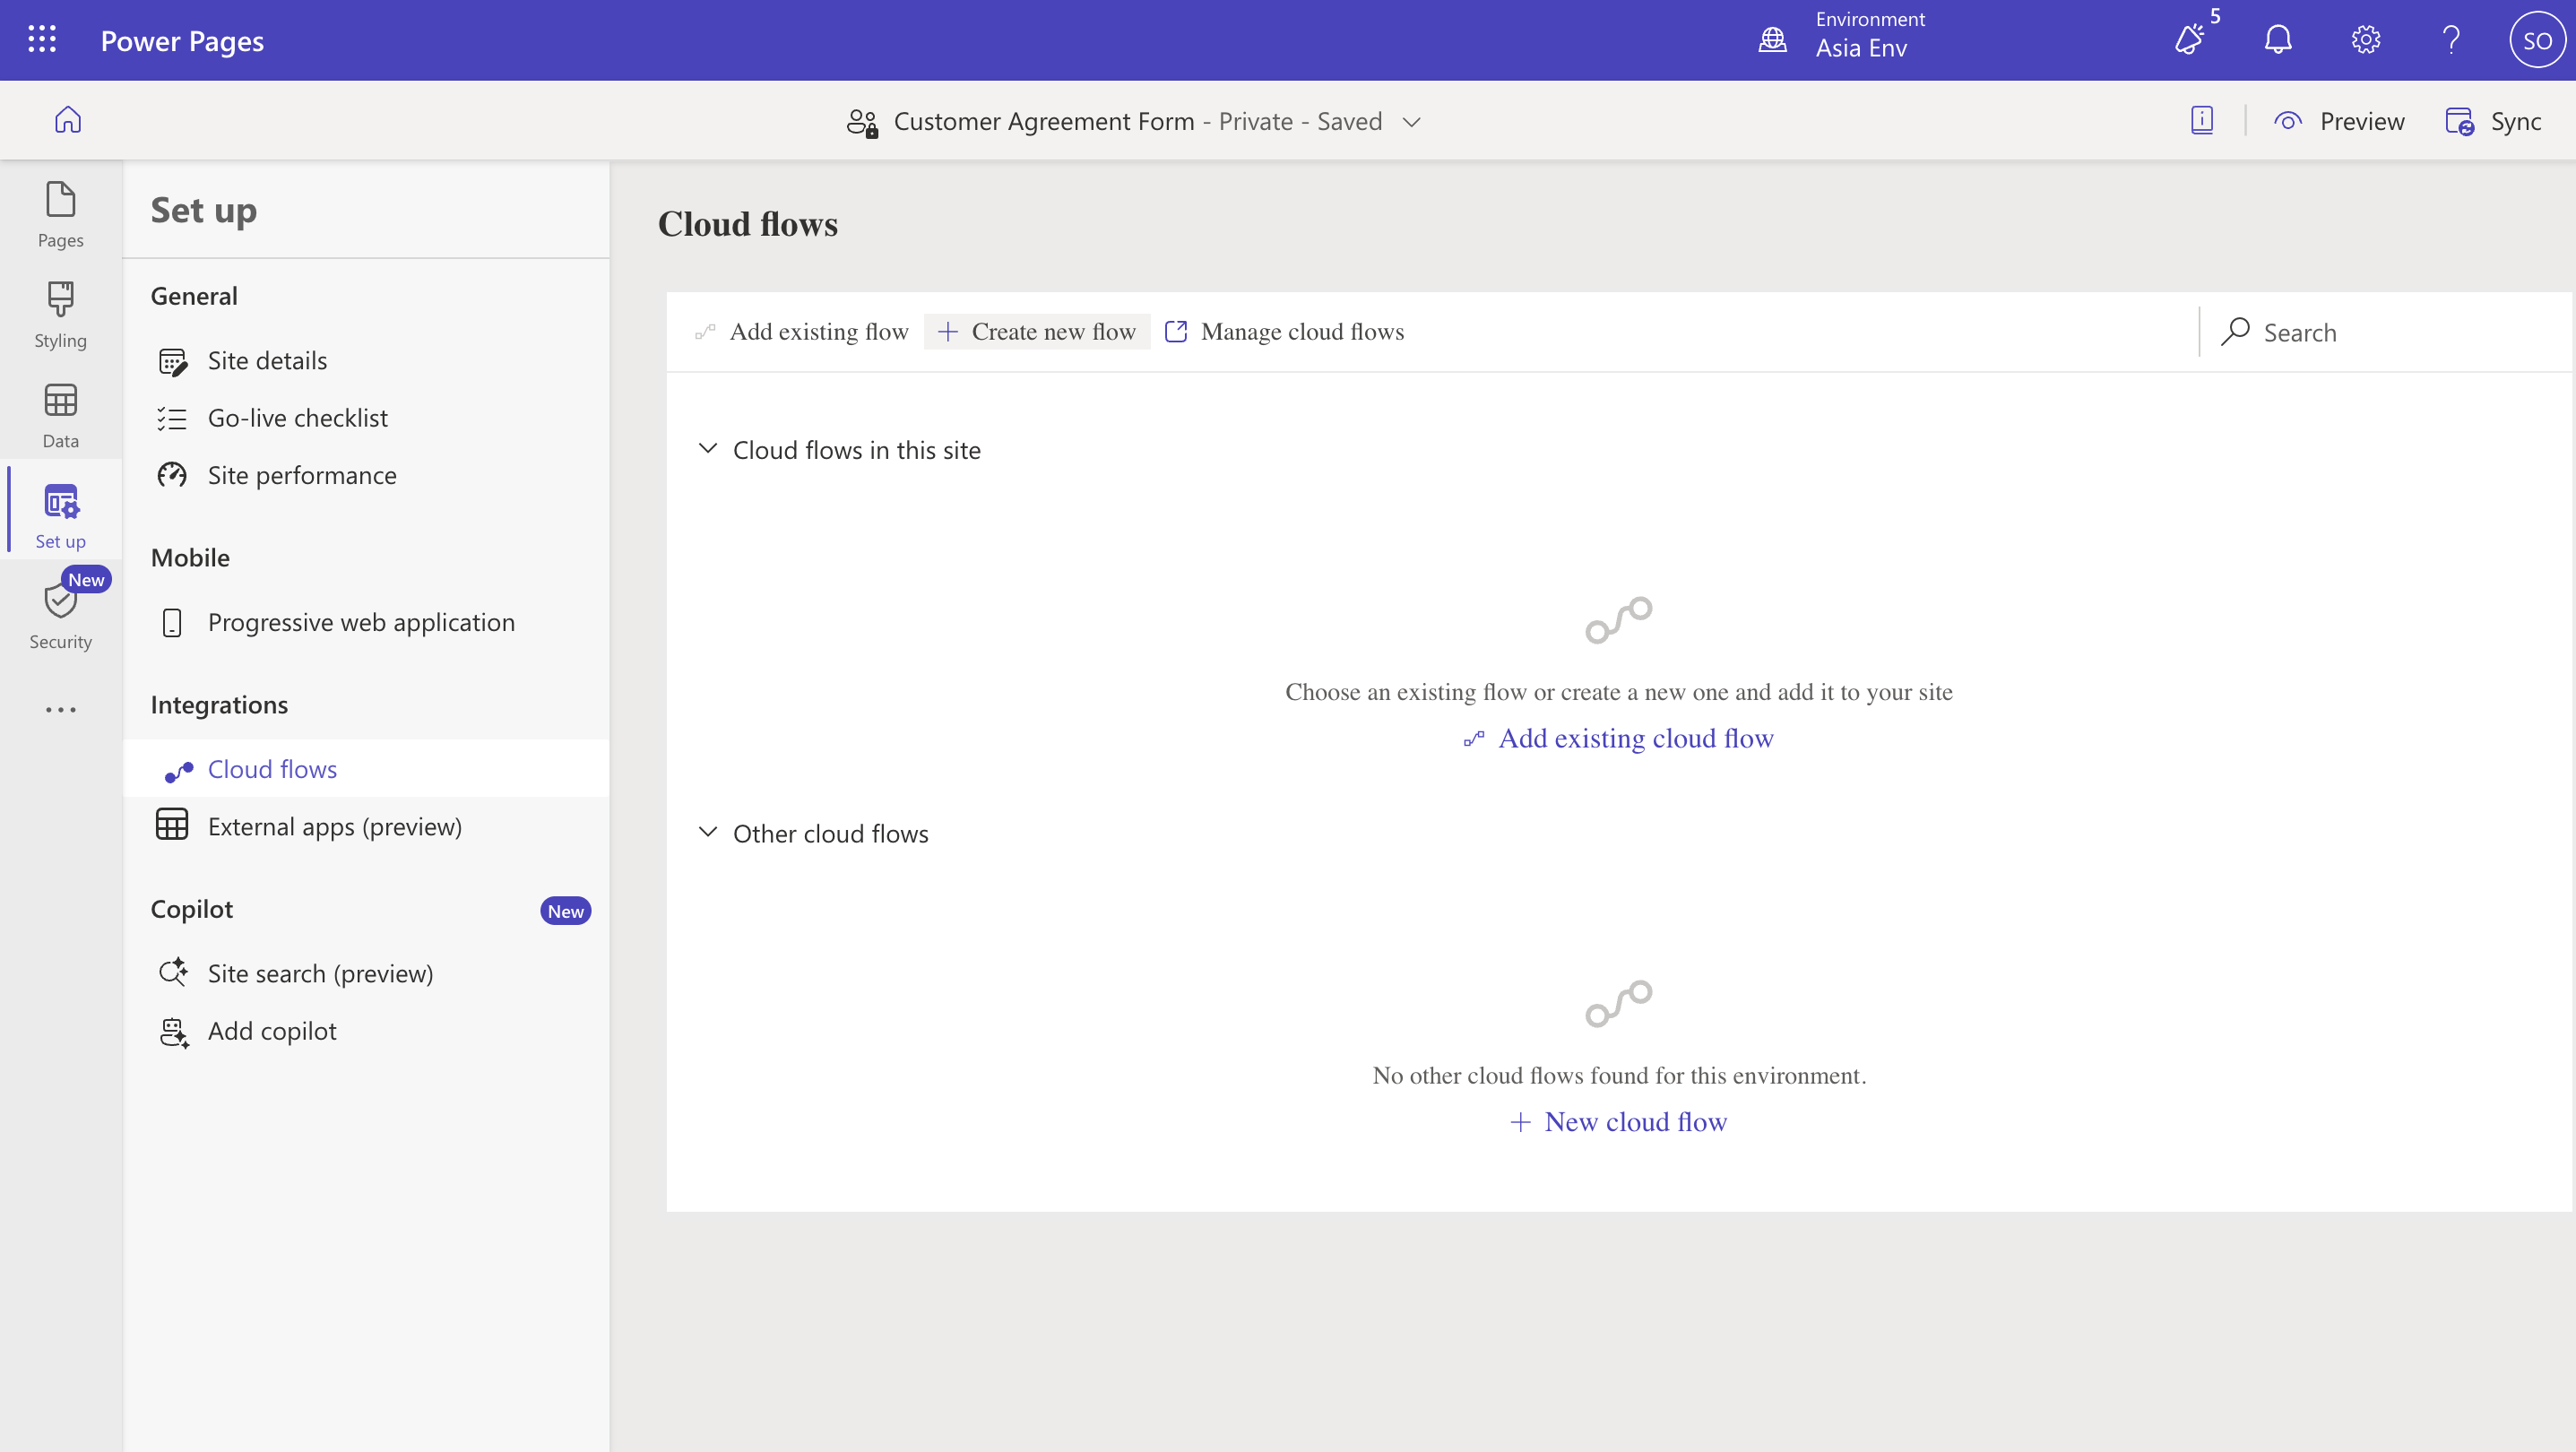 Power Pages
Environment
Asia Env
5
SO
Customer Agreement Form - Private - Saved
Preview
Sync
Pages
Styling
Data
Set up
New
Security
Set up
General
Site details
Go-live checklist
Site performance
Mobile
Progressive web application
Integrations
Cloud flows
External apps (preview)
Copilot
New
Site search (preview)
Add copilot
Cloud flows
Add existing flow
Create new flow
Manage cloud flows
Search
Cloud flows in this site
Choose an existing flow or create a new one and add it to your site
Add existing cloud flow
Other cloud flows
No other cloud flows found for this environment.
New cloud flow